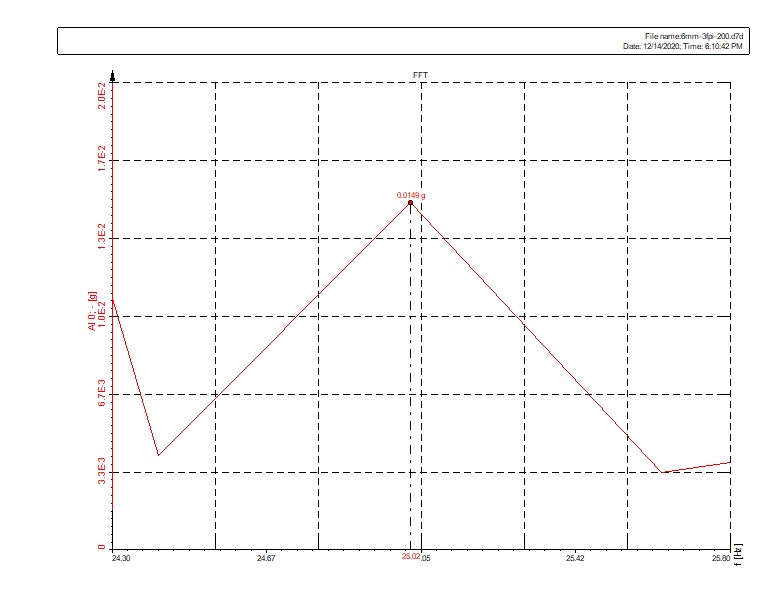 File name:6mm-3fpi-200.d7d
Date: 12/14/2020; Time: 6:10:42 PM
FFT
2.0E-2
1.7E-2
0.0149 g
1.3E-2
AI 0; - [g]
1.0E-2
6.7E-3
3.3E-3
0
24.30
24.67
25.02
.05
25.42
25.80
f [Hz]